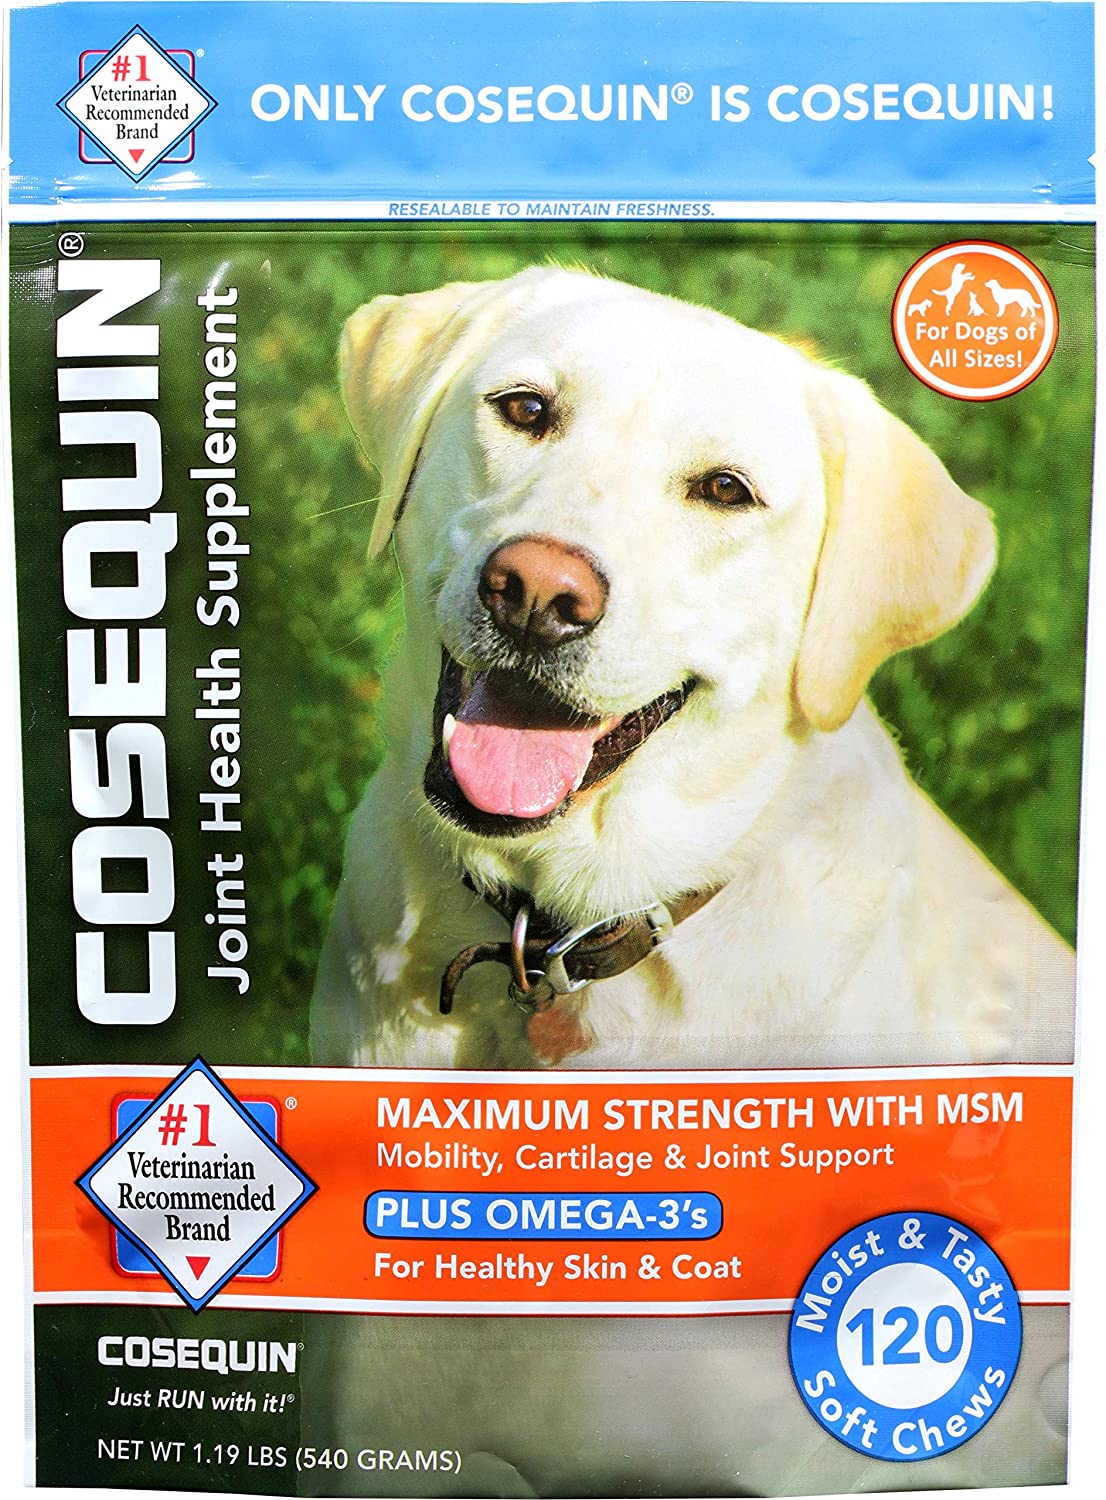 #1
Veterinarian
Recommended
Brand
®
ONLY COSEQUIN® IS COSEQUIN!
RESEALABLE TO MAINTAIN FRESHNESS.
COSEQUIN®
Joint Health Supplement
For Dogs of
All Sizes!
#1
Veterinarian
Recommended
Brand
®
MAXIMUM STRENGTH WITH MSM
Mobility, Cartilage & Joint Support
PLUS OMEGA-3's
For Healthy Skin & Coat
Moist & Tasty
120
Soft Chews
COSEQUIN®
Just RUN with it!®
NET WT 1.19 LBS (540 GRAMS)